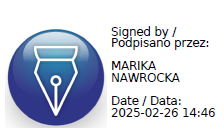 Signed by /
Podpisano przez:
MARIKA
NAWROCKA
Date / Data:
2025-02-26 14:46